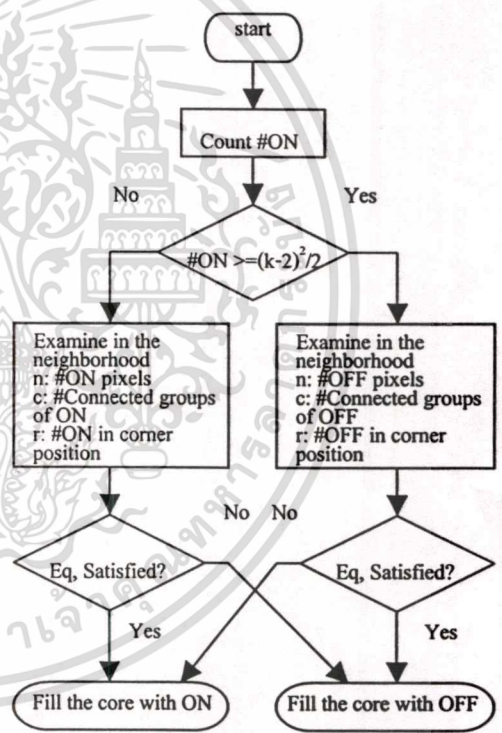 start
Count #ON
No
Yes
#ON >=(k-2)²/2
Examine in the
neighborhood
n: #ON pixels
c: #Connected groups
of ON
r: #ON in corner
position
Examine in the
neighborhood
n: #OFF pixels
c: #Connected groups
of OFF
r: #OFF in corner
position
No
No
Eq, Satisfied?
Eq, Satisfied?
Yes
Yes
Fill the core with ON
Fill the core with OFF